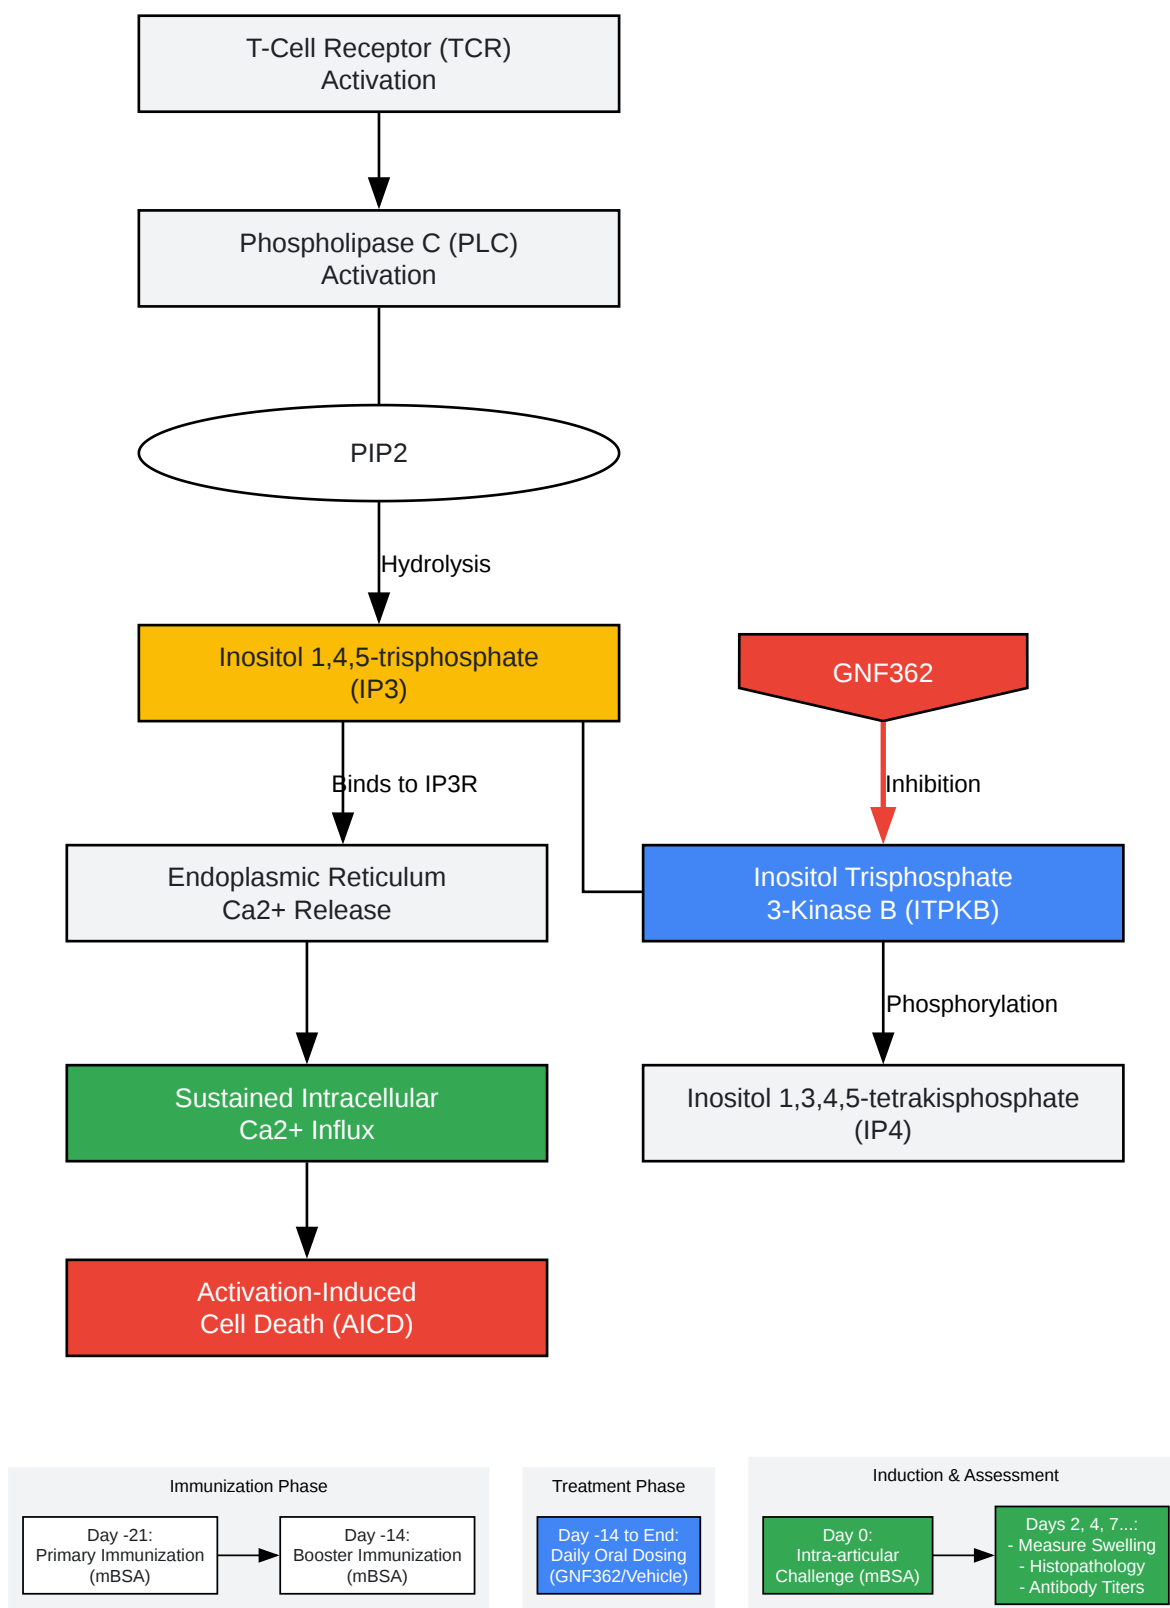 T-Cell Receptor (TCR)
Activation
Phospholipase C (PLC)
Activation
PIP2
Hydrolysis
Inositol 1,4,5-trisphosphate
(IP3)
GNF362
Binds to IP3R
Inhibition
Endoplasmic Reticulum
Ca2+ Release
Inositol Trisphosphate
3-Kinase B (ITPKB)
Phosphorylation
Sustained Intracellular
Ca2+ Influx
Inositol 1,3,4,5-tetrakisphosphate
(IP4)
Activation-Induced
Cell Death (AICD)
Immunization Phase
Day -21:
Primary Immunization
(mBSA)
Day -14:
Booster Immunization
(mBSA)
Treatment Phase
Day -14 to End:
Daily Oral Dosing
(GNF362/Vehicle)
Induction & Assessment
Day 0:
Intra-articular
Challenge (mBSA)
Days 2, 4, 7...:
- Measure Swelling
- Histopathology
- Antibody Titers